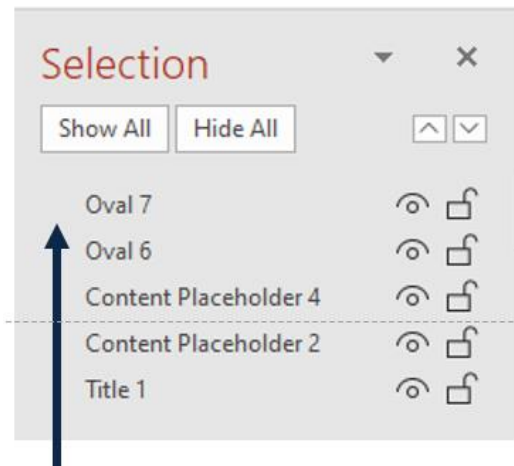 Selection
Show All Hide All
Oval 7
Oval 6
Content Placeholder 4
Content Placeholder 2
Title 1